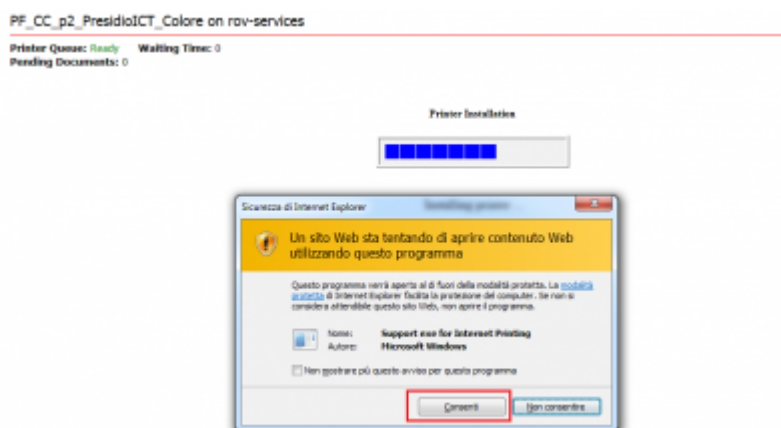 PF_CC_p2_PresidioICT_Colore on rov-services
Printer Queue: Ready Waiting Time: 0
Pending Documents: 0
Printer Installation
Sicurezza di Internet Explorer
Un sito Web sta tentando di aprire contenuto Web
utilizzando questo programma
Questo programma verrà aperto al di fuori della modalità protetta. La modalità
protetta di Internet Explorer facilita la protezione del computer. Se non si
considera attendibile questo sito Web, non aprire il programma.
Nome: Support exe for Internet Printing
Autore: Microsoft Windows
Non mostrare più questo avviso per questo programma
Consenti Non consentire